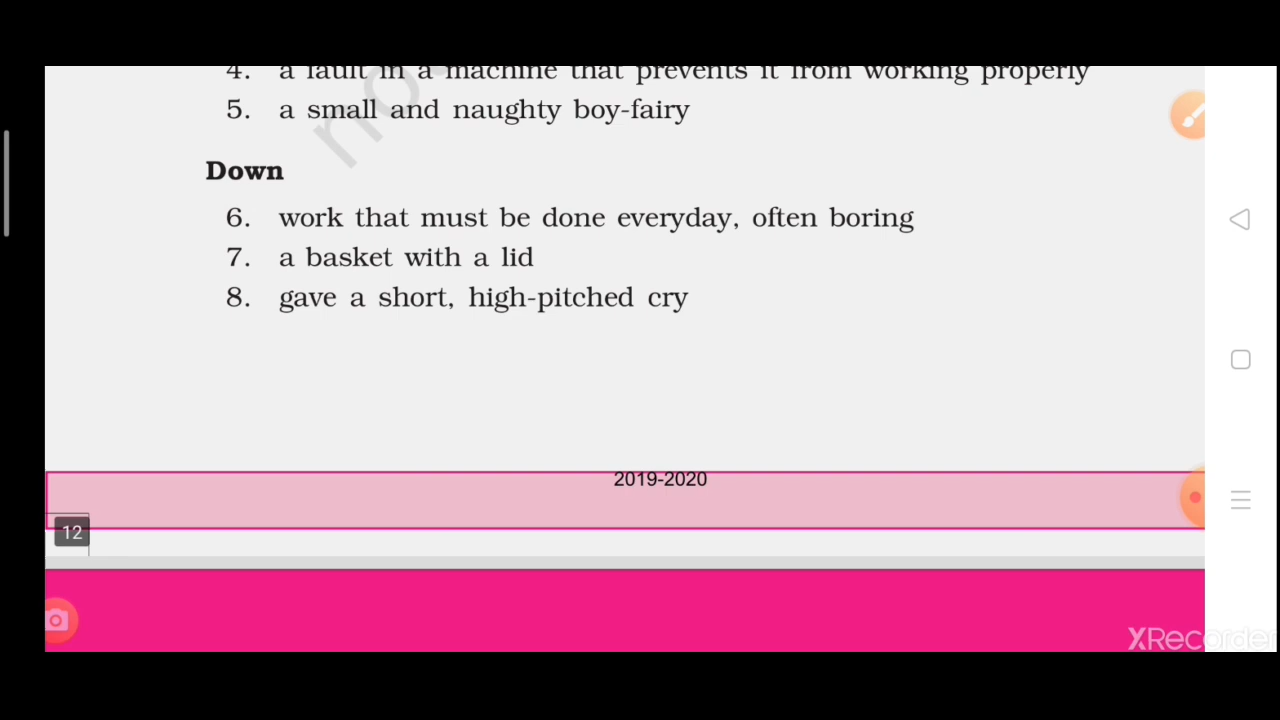 4. a fault in a machine that prevents it from working properly
5. a small and naughty boy-fairy
Down
6. work that must be done everyday, often boring
7. a basket with a lid
8. gave a short, high-pitched cry
2019-2020
12
XRecorder